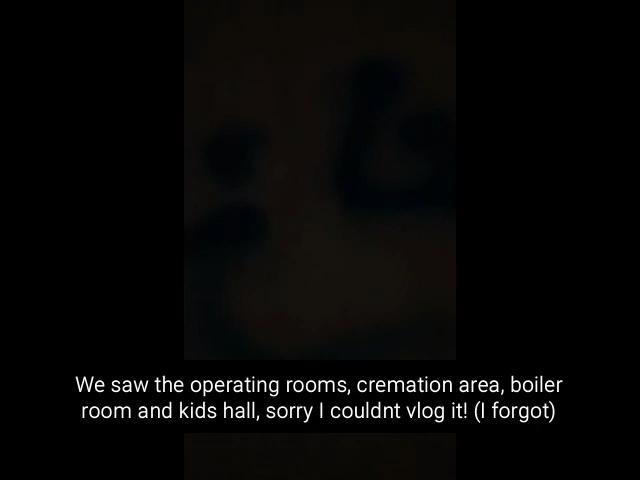 We saw the operating rooms, cremation area, boiler
room and kids hall, sorry I couldnt vlog it! (I forgot)